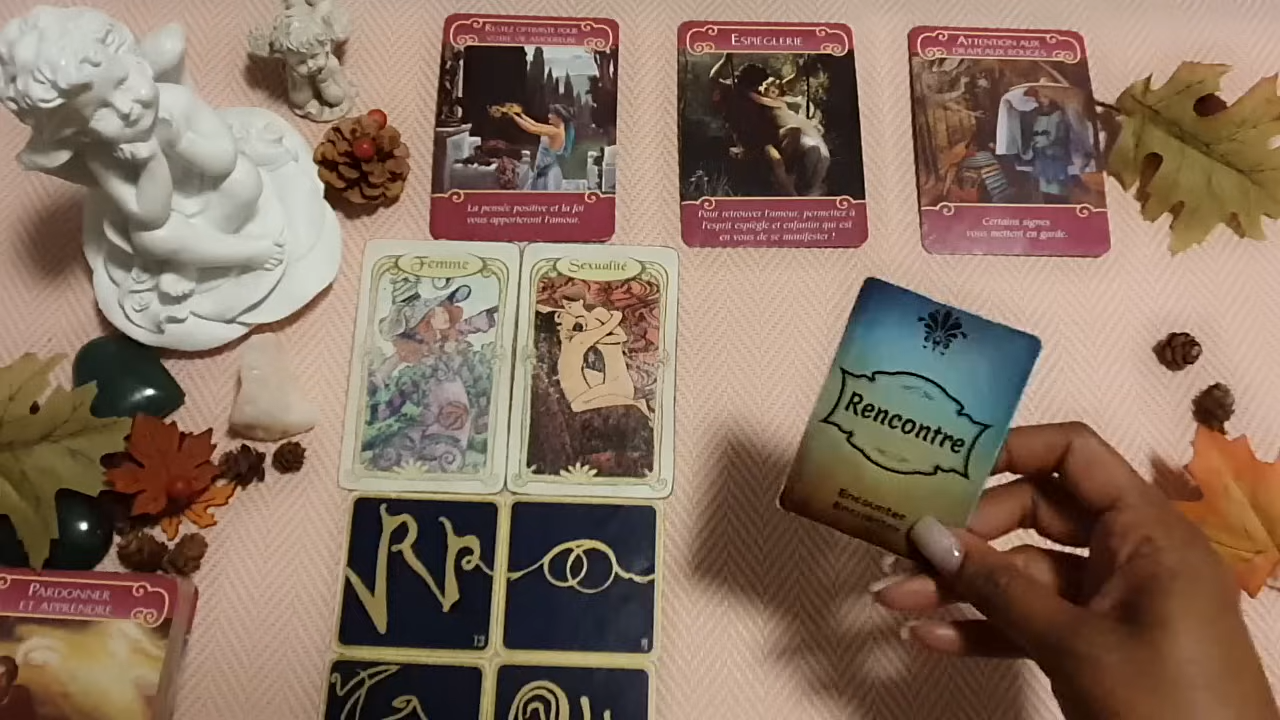 RESTEZ OPTIMISTE POUR
VOTRE VIE AMOUREUSE
La pensée positive et la foi
vous apporteront l'amour.
ESPIÈGLERIE
Pour retrouver l'amour, permettez à
l'esprit espiègle et enfantin qui est
en vous de se manifester !
ATTENTION AUX
DRAPEAUX ROUGES
Certains signes
vous mettent en garde.
Femme
Sexualité
Rencontre
Encounter
13
PARDONNER
ET APPRENDRE